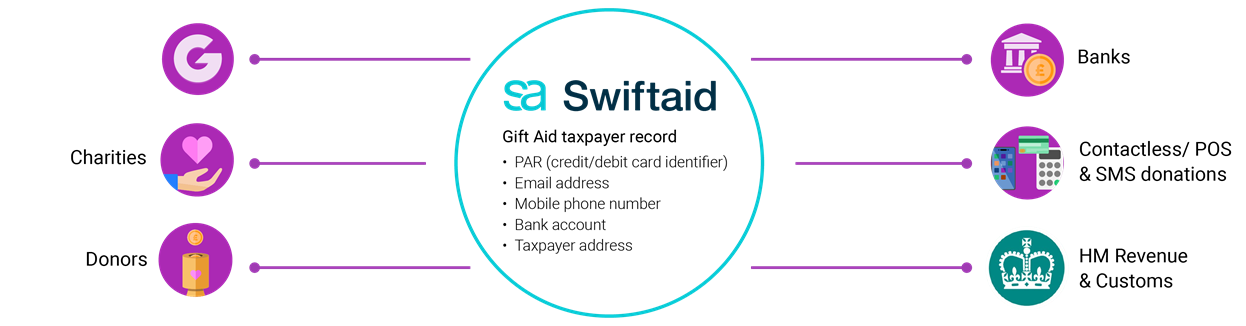 G
Charities
Donors
sa Swiftaid
Gift Aid taxpayer record
• PAR (credit/debit card identifier)
• Email address
• Mobile phone number
• Bank account
• Taxpayer address
£
Banks
Contactless/ POS
& SMS donations
HM Revenue
& Customs
£